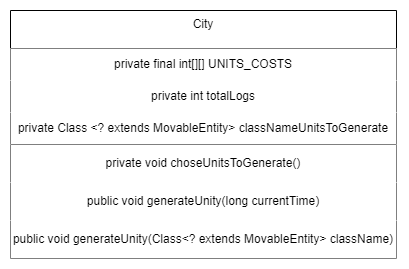 City
private final int[][] UNITS_COSTS
private int totalLogs
private Class <? extends MovableEntity> classNameUnitsToGenerate
private void choseUnitsToGenerate()
public void generateUnity(long currentTime)
public void generateUnity(Class<? extends MovableEntity> className)